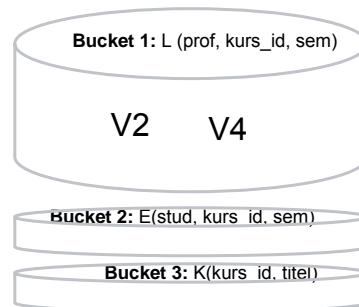 Bucket 1: L (prof, kurs_id, sem)
V2 V4
Bucket 2: E(stud, kurs_id, sem)
Bucket 3: K(kurs_id, titel)